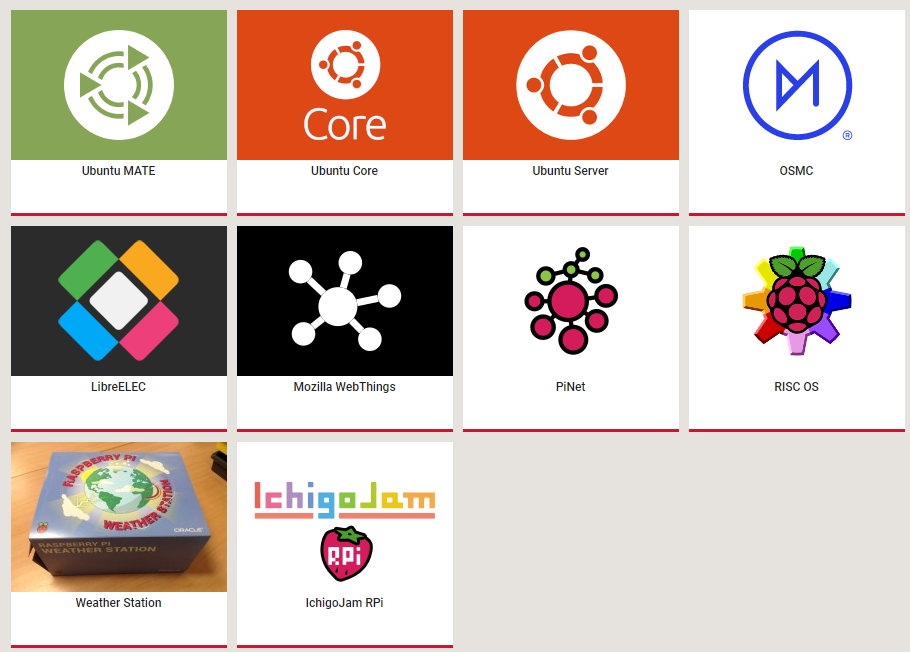 Core
Ubuntu MATE
Ubuntu Core
Ubuntu Server
®
OSMC
LibreELEC
Mozilla WebThings
PiNet
RISC OS
RASPBERRY PI
WEATHER STATION
ORACLE
RASPBERRY PI
WEATHER STATION
Weather Station
IchigoJam
RPi
IchigoJam RPi